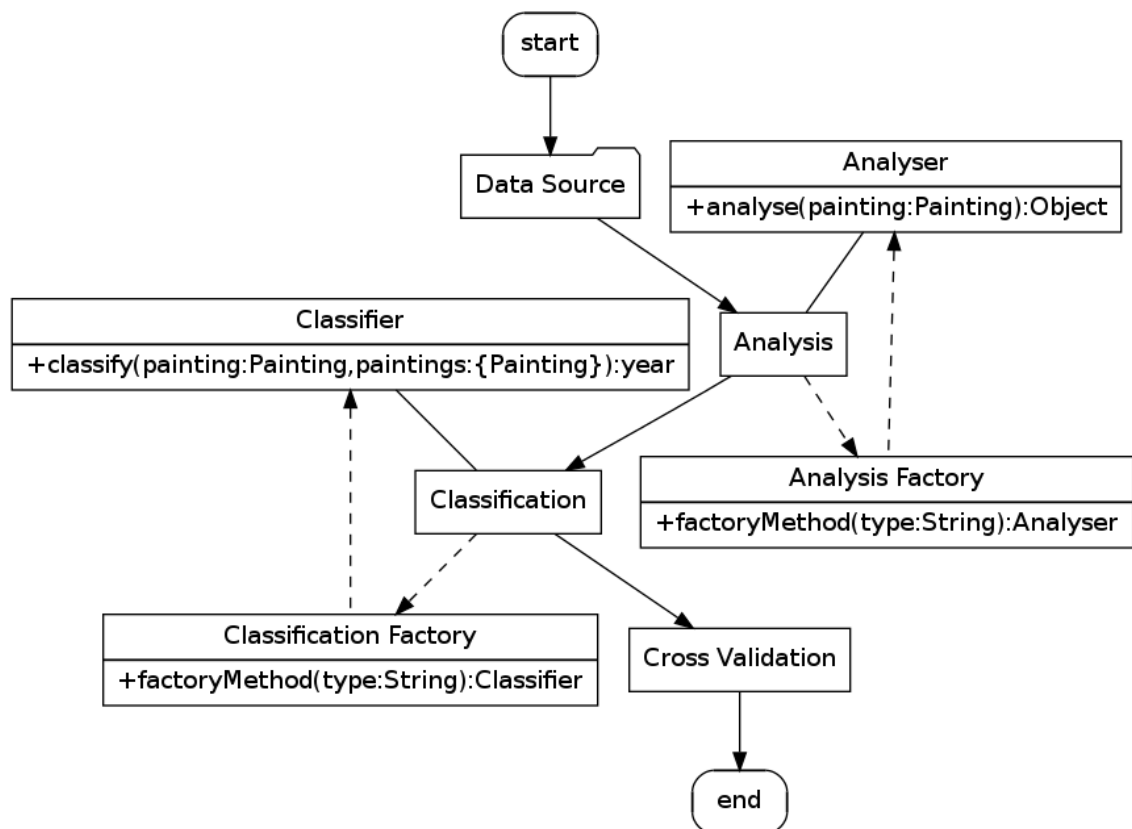 start
Data Source
Analyser
+analyse(painting:Painting):Object
Classifier
+classify(painting:Painting,paintings:{Painting}):year
Analysis
Classification
Analysis Factory
+factoryMethod(type:String):Analyser
Classification Factory
+factoryMethod(type:String):Classifier
Cross Validation
end